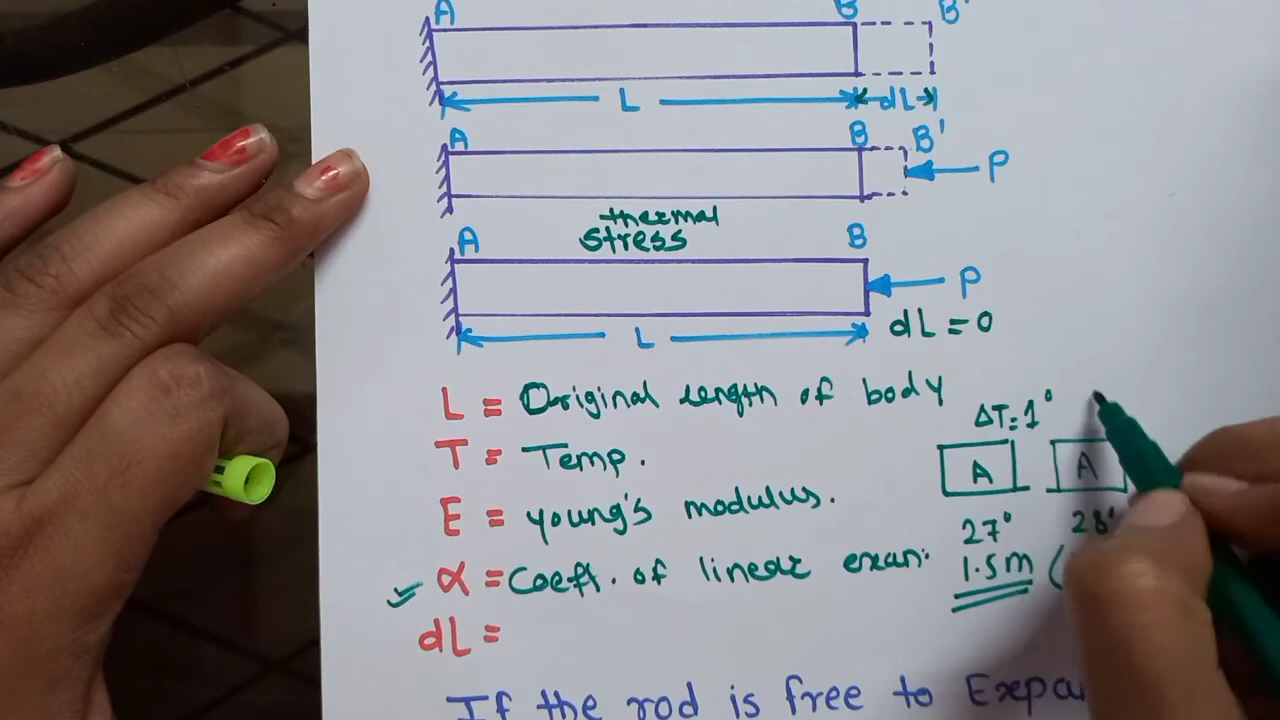 A B B'
L dL
A B B' P
thermal
stress
A B P
L dL = 0
L = Original length of body
ΔT=1°
T = Temp.
A A
E = young's modulus.
27° 28°
α = Coeff. of linear exan.
1.5m (
dL =
If the rod is free to Expa